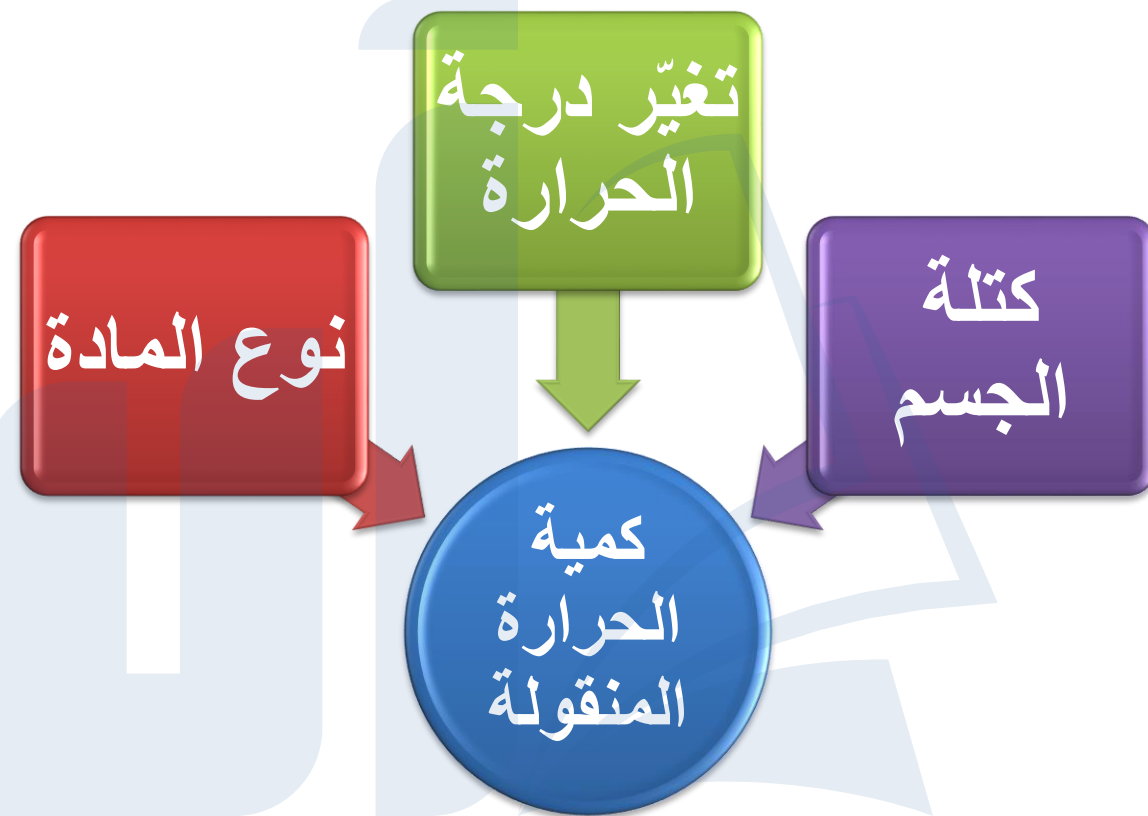 تغيّر درجة
الحرارة
كتلة
الجسم
نوع المادة
كمية
الحرارة
المنقولة